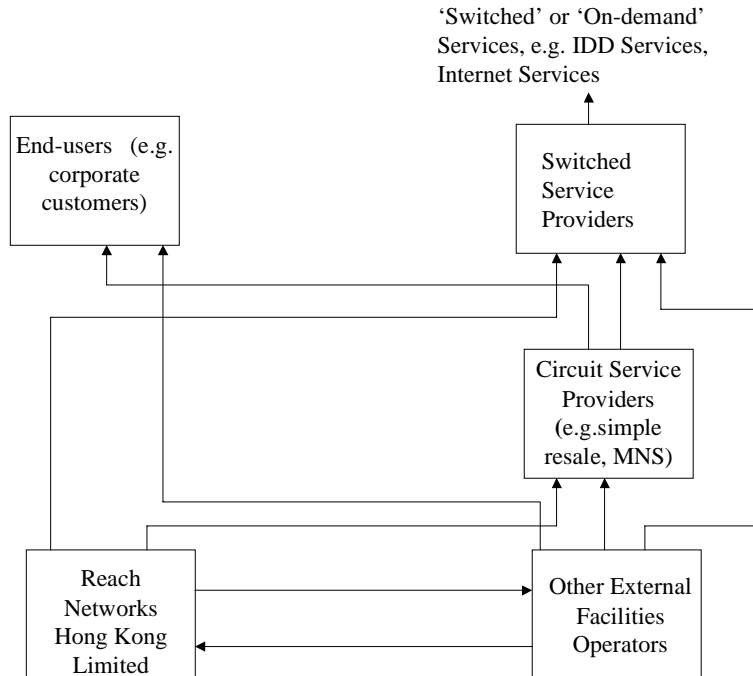 ‘Switched’ or ‘On-demand’
Services, e.g. IDD Services,
Internet Services
End-users (e.g.
corporate
customers)
Switched
Service
Providers
Circuit Service
Providers
(e.g.simple
resale, MNS)
Reach
Networks
Hong Kong
Limited
Other External
Facilities
Operators